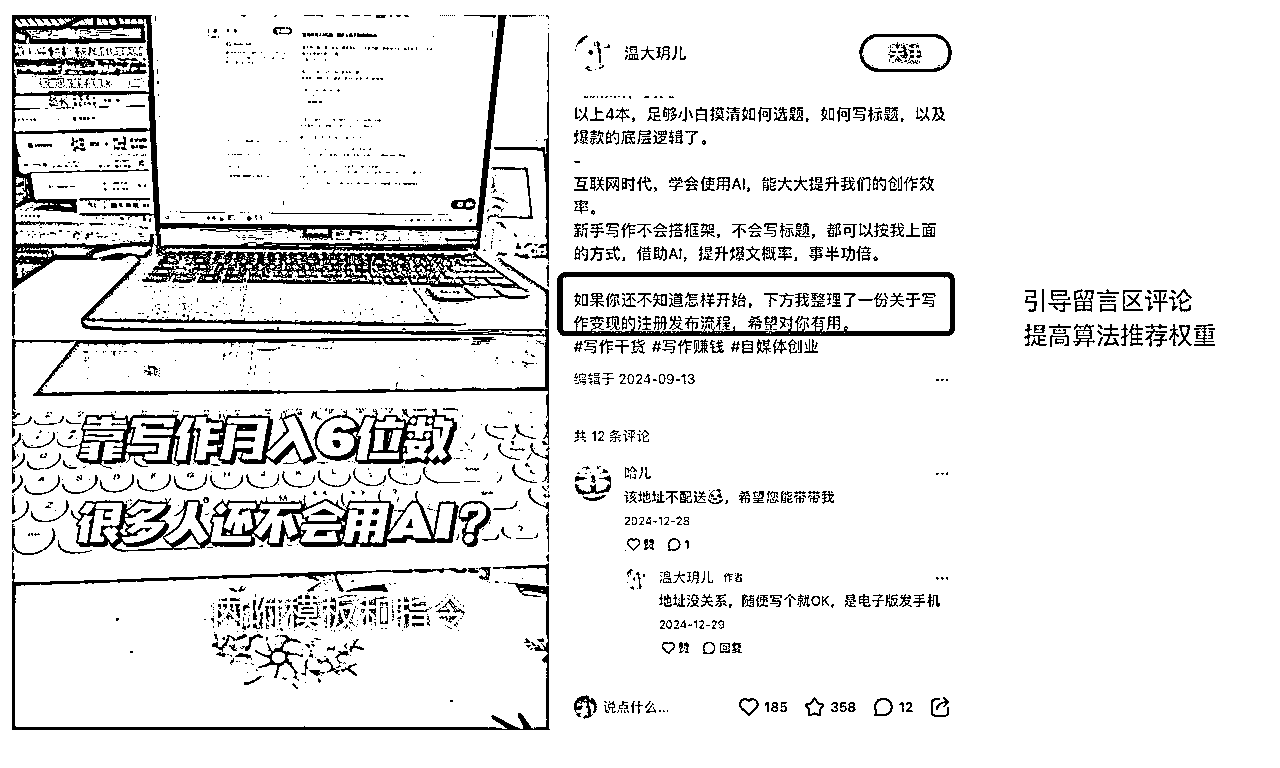 靠写作月入6位数
很多人还不会用AI?
内附模板和指令
温大玥儿
关注
以上4本，足够小白摸清如何选题，如何写标题，以及
爆款的底层逻辑了。
-
互联网时代，学会使用AI，能大大提升我们的创作效
率。
新手写作不会搭框架，不会写标题，都可以按我上面
的方式，借助AI，提升爆文概率，事半功倍。
如果你还不知道怎样开始，下方我整理了一份关于写
作变现的注册发布流程，希望对你有用。
#写作干货 #写作赚钱 #自媒体创业
编辑于 2024-09-13
共 12 条评论
哈儿
该地址不配送，希望您能带带我
2024-12-28
赞 1
温大玥儿 作者
地址没关系，随便写个就OK，是电子版发手机
2024-12-29
赞 回复
说点什么...
185 358 12
引导留言区评论
提高算法推荐权重